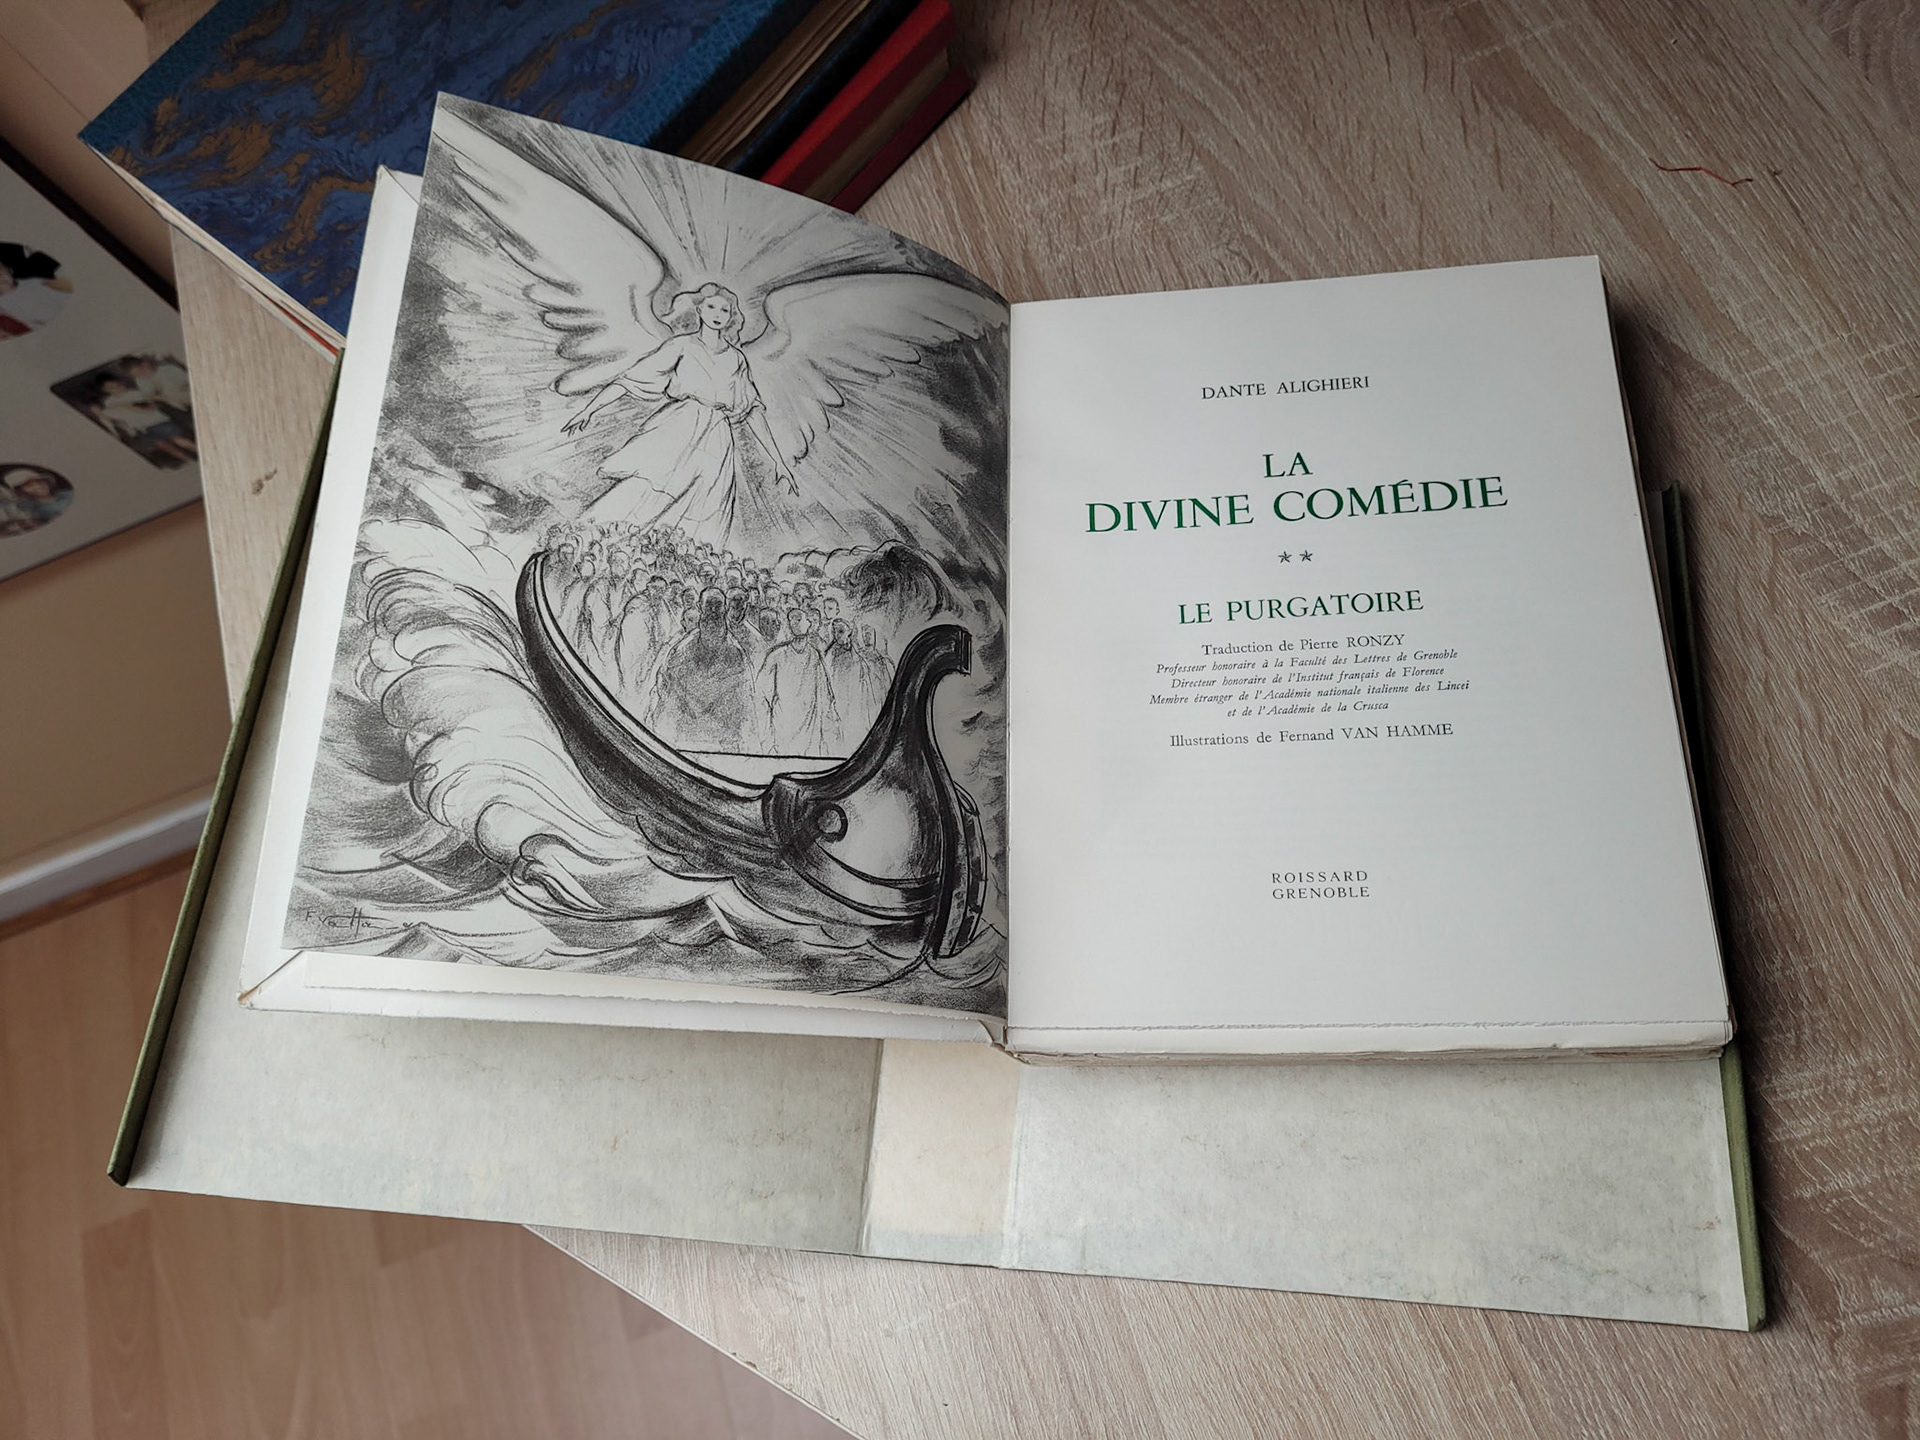 DANTE ALIGHIERI
LA
DIVINE COMÉDIE
LE PURGATOIRE
Traduction de Pierre RONZY
Professeur honoraire à la Faculté des Lettres de Grenoble
Directeur honoraire de l'Institut français de Florence
Membre étranger de l'Académie nationale italienne des Lincei
et de l'Académie de la Crusca
Illustrations de Fernand VAN HAMME
ROISSARD
GRENOBLE